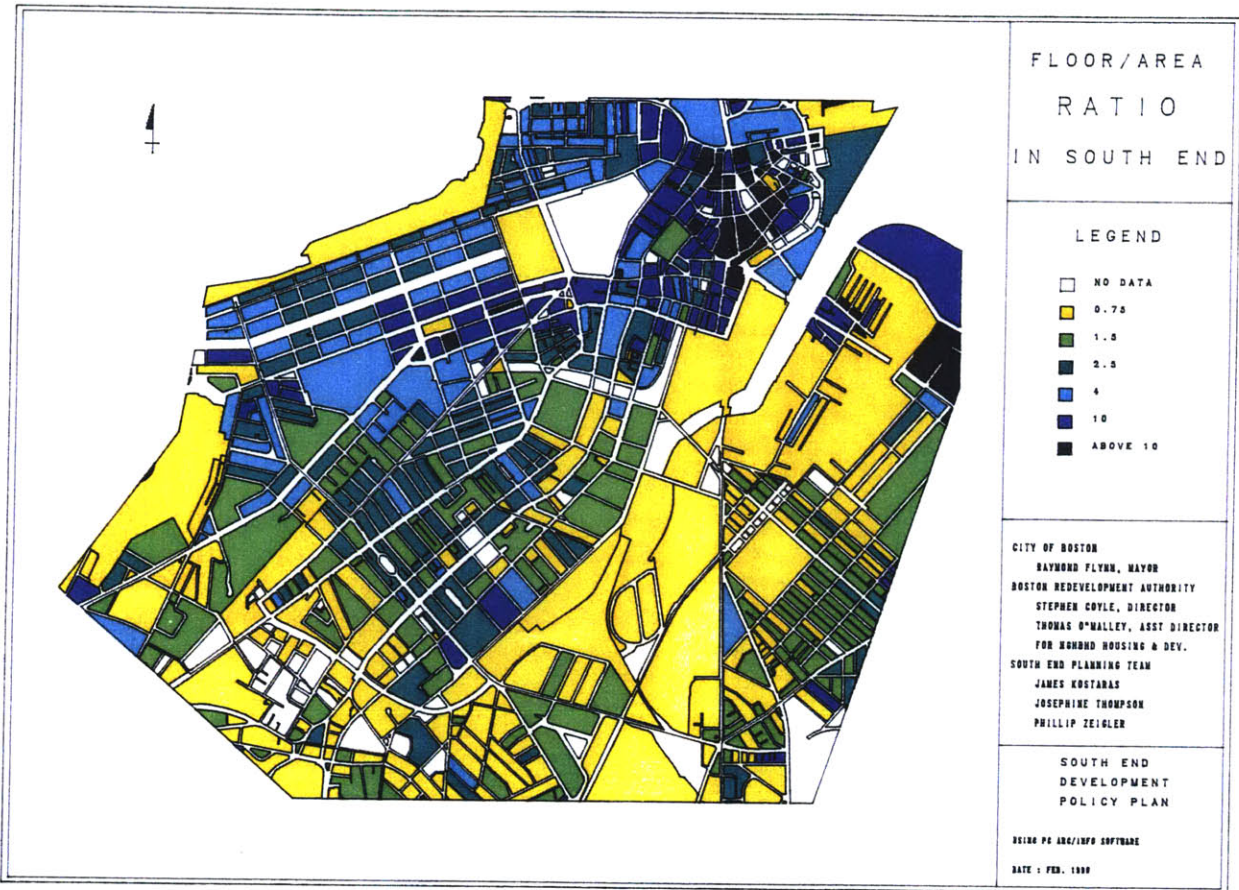 FLOOR/AREA
RATIO
IN SOUTH END
LEGEND
NO DATA
0.75
1.5
2.5
4
10
ABOVE 10
CITY OF BOSTON
RAYMOND FLYNN, MAYOR
BOSTON REDEVELOPMENT AUTHORITY
STEPHEN COYLE, DIRECTOR
THOMAS O'MALLEY, ASST DIRECTOR
FOR NGHBHD HOUSING & DEV.
SOUTH END PLANNING TEAM
JAMES KOSTARAS
JOSEPHINE THOMPSON
PHILLIP ZEIGLER
SOUTH END
DEVELOPMENT
POLICY PLAN
USING PC ARC/INFO SOFTWARE
DATE : FEB.